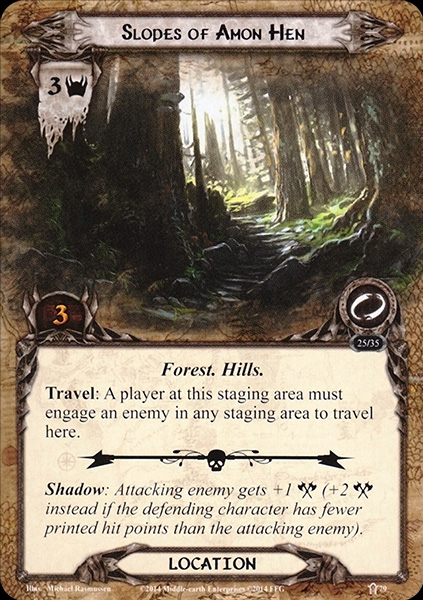 Slopes of Amon Hen
3
3
25/35
Forest. Hills.
Travel: A player at this staging area must
engage an enemy in any staging area to travel
here.
Shadow: Attacking enemy gets +1 (+2
instead if the defending character has fewer
printed hit points than the attacking enemy).
LOCATION
Illus. Michael Rasmussen ©2014 Middle-earth Enterprises ©2014 FFG 79